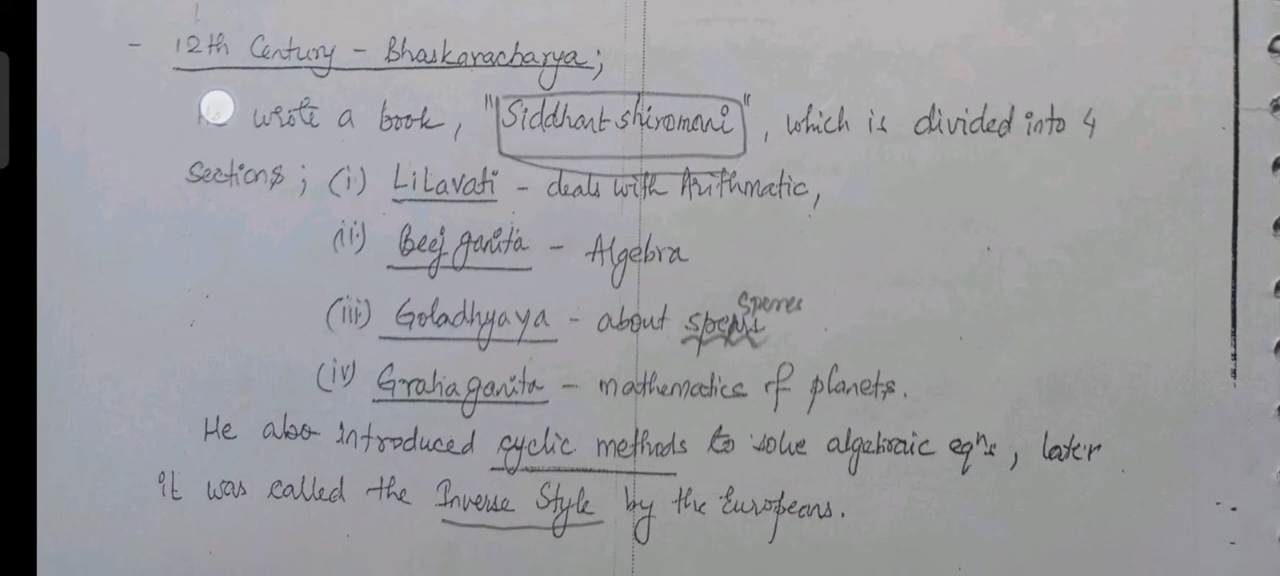 - 12th Century - Bhaskaracharya;
wrote a book, "Siddhant shiromani", which is divided into 4
sections; (i) Lilavati - deals with Arithmatic,
(ii) Beej ganita - Algebra
(iii) Goladhyaya - about Speres
(iv) Grahaganita - mathematics of planets.
He also introduced cyclic methods to solve algebraic eqns, later
it was called the Inverse Style by the Europeans.